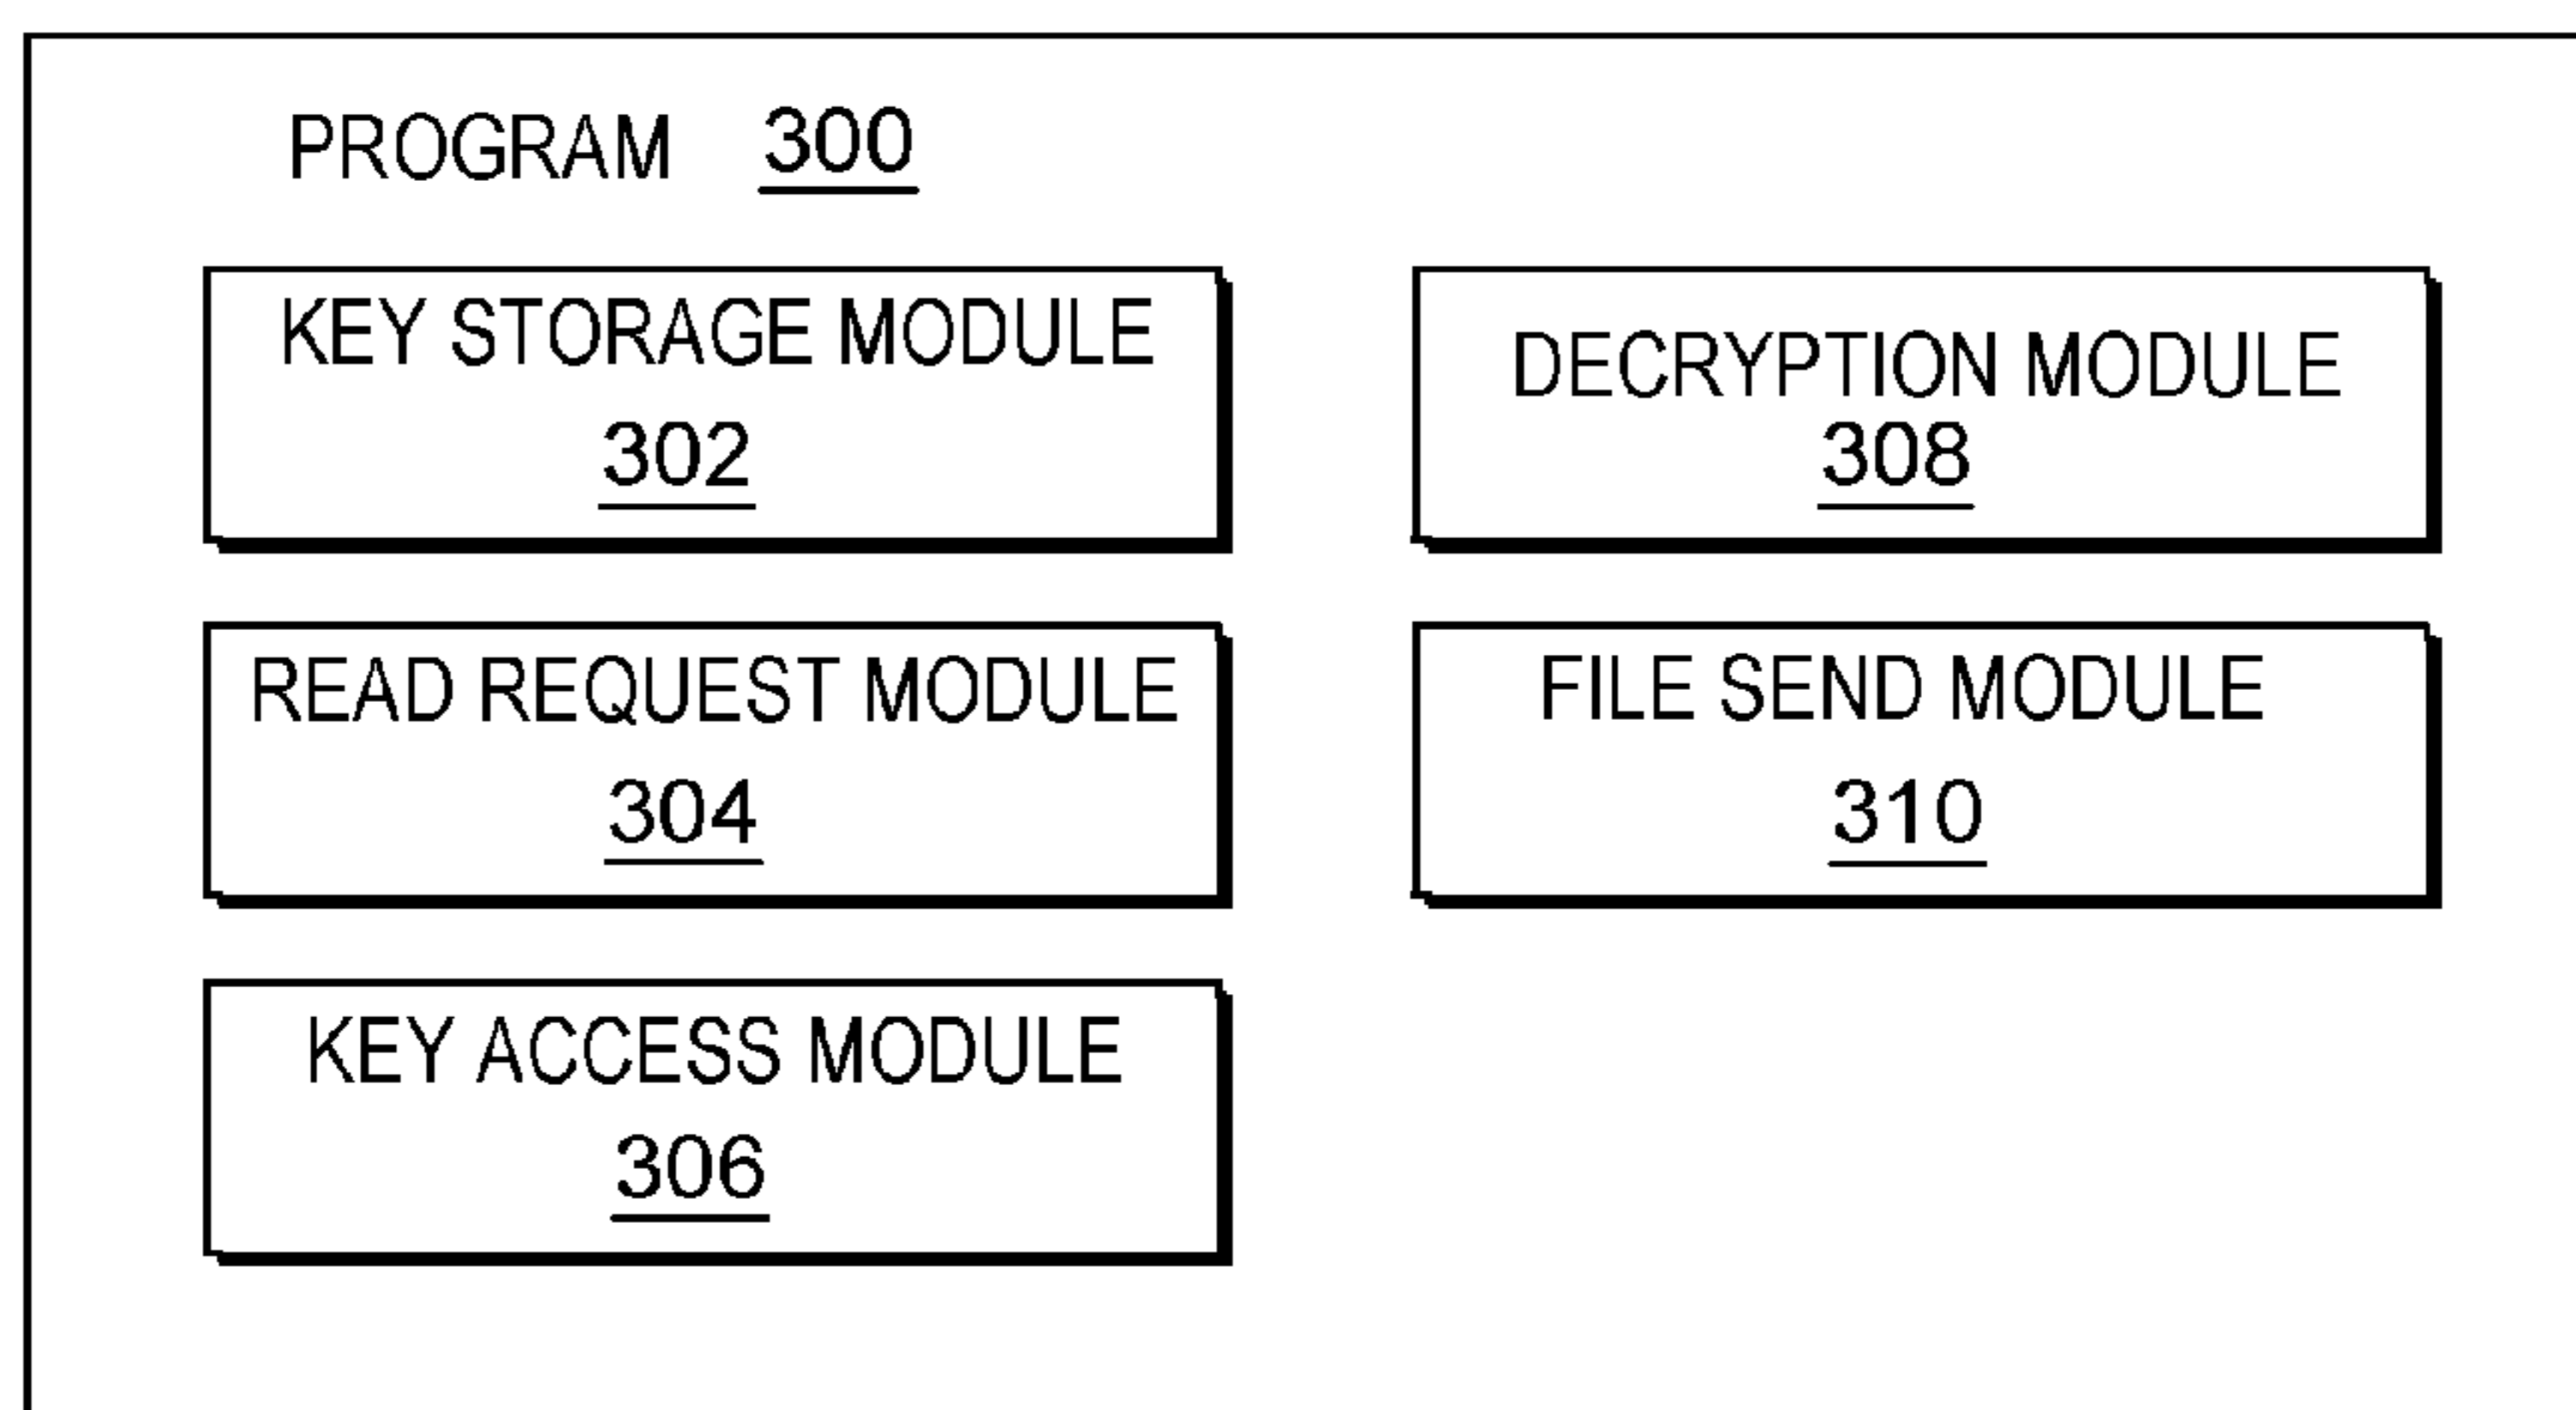 PROGRAM 300
KEY STORAGE MODULE
302
READ REQUEST MODULE
304
KEY ACCESS MODULE
306
DECRYPTION MODULE
308
FILE SEND MODULE
310